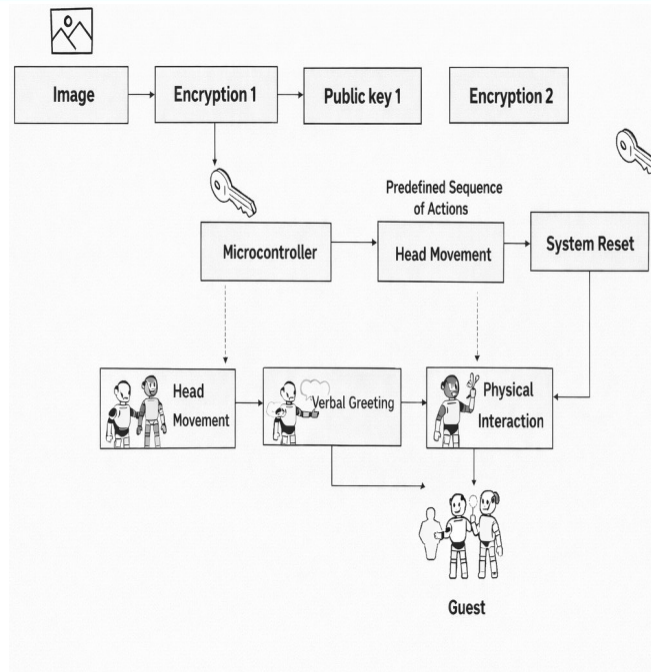 Image
Encryption 1
Public key 1
Encryption 2
Predefined Sequence
of Actions
Microcontroller
Head Movement
System Reset
Head
Movement
Verbal Greeting
Physical
Interaction
Guest